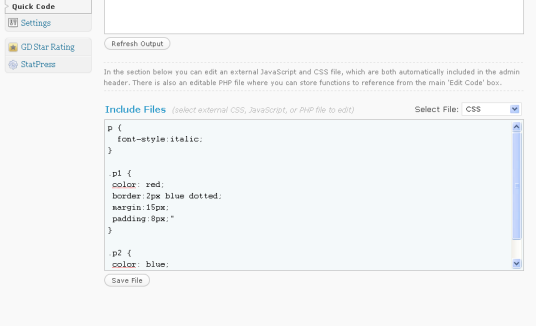 Quick Code
Settings
GD Star Rating
StatPress
Refresh Output
In the section below you can edit an external JavaScript and CSS file, which are both automatically included in the admin
header. There is also an editable PHP file where you can store functions to reference from the main 'Edit Code' box.
Include Files (select external CSS, JavaScript, or PHP file to edit) Select File: CSS
p {
font-style:italic;
}
.p1 {
color: red;
border:2px blue dotted;
margin:15px;
padding:8px;"
}
.p2 {
color: blue;
Save File